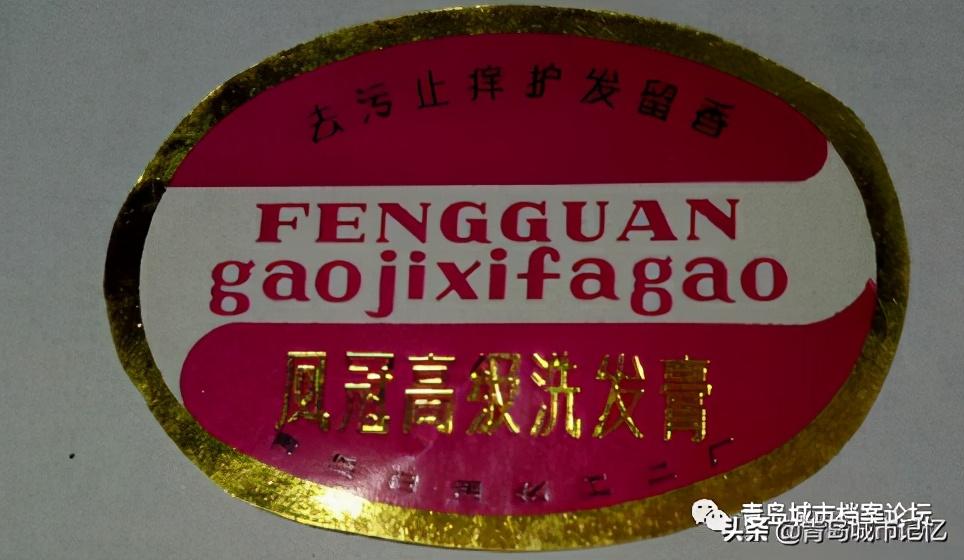 去污止痒护发留香
FENGGUAN
gaojixifagao
凤冠高级洗发膏
青岛城市档案论坛
头条 @青岛城市记忆